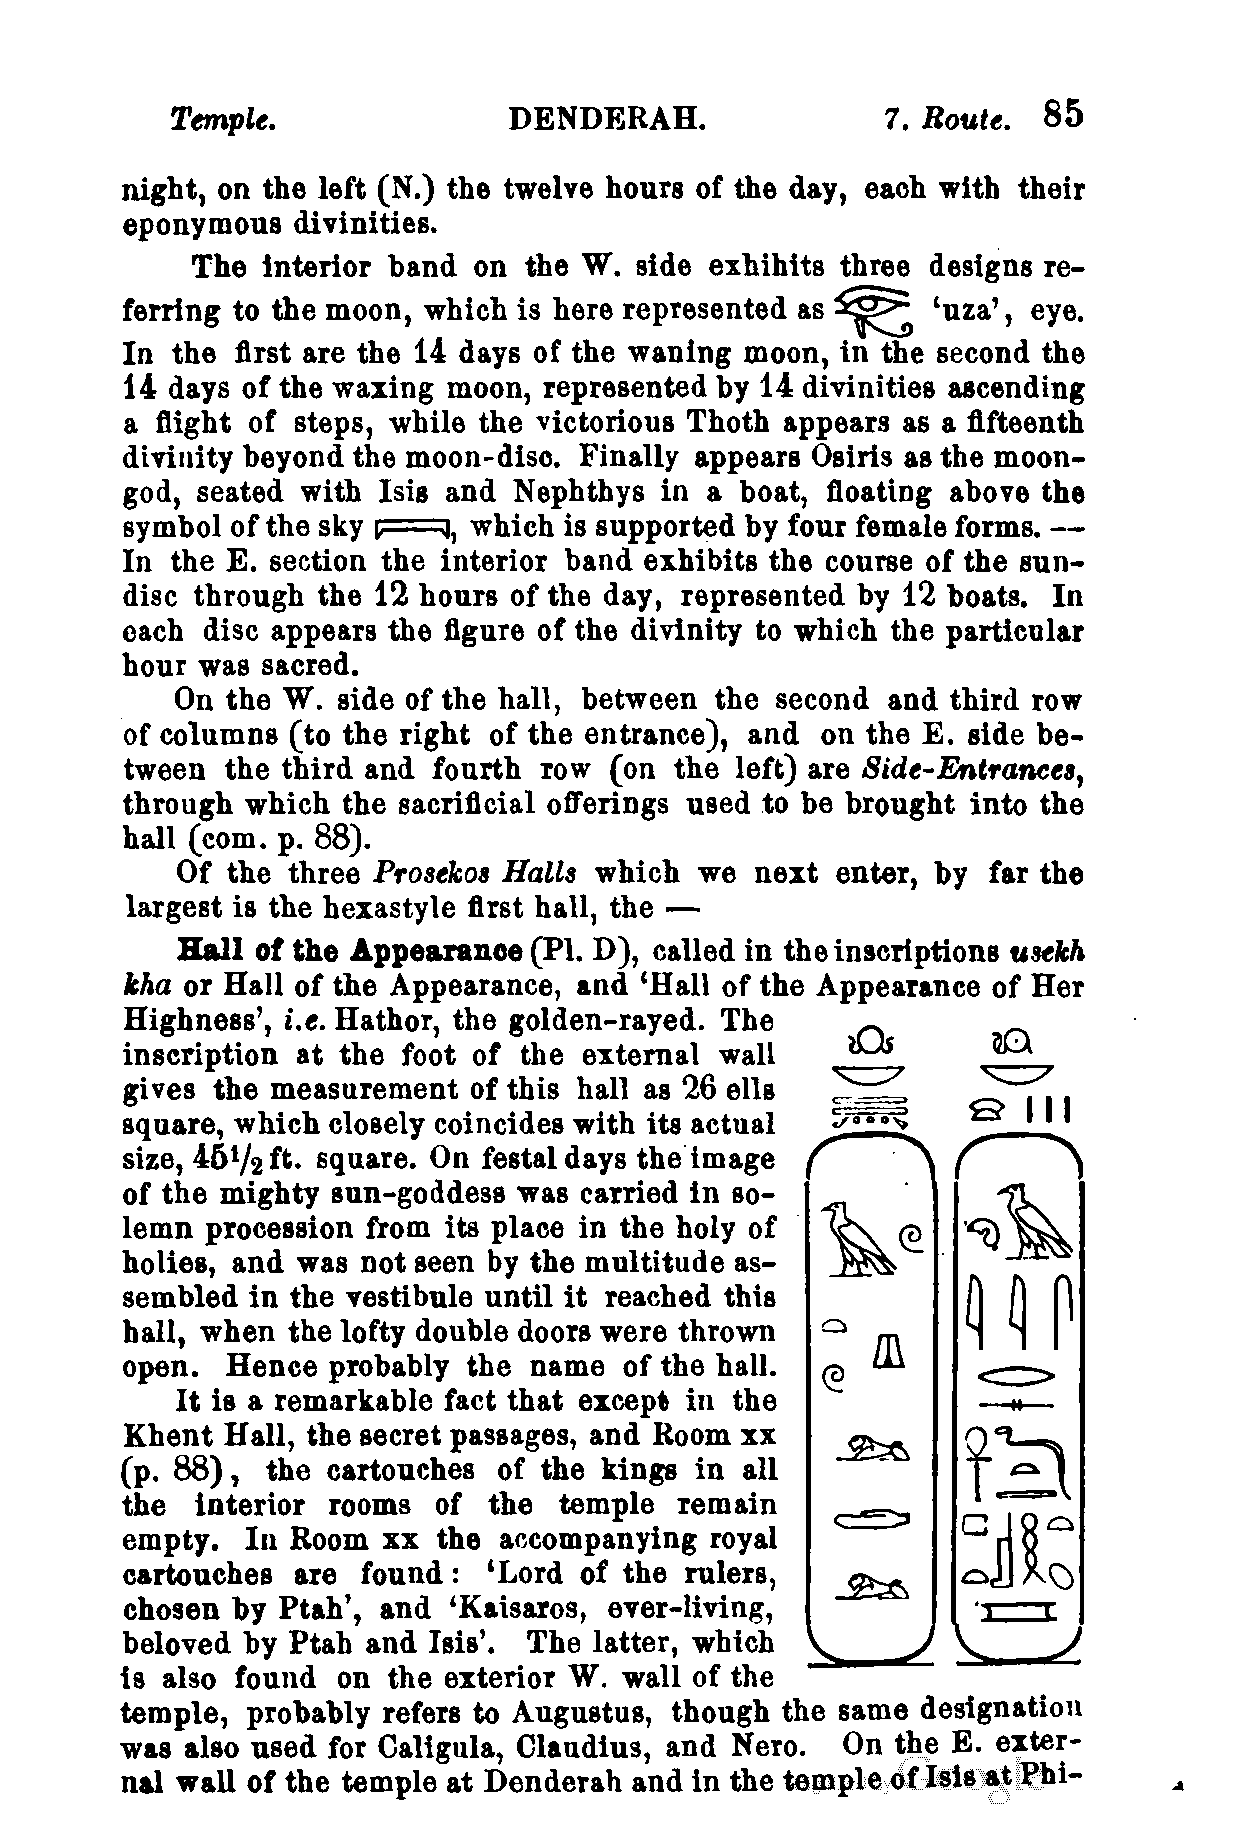 Temple. DENDERAH. 7. Route. 85
night, on the left (N.) the twelve hours of the day, each with their
eponymous divinities.
The interior band on the W. side exhibits three designs re-
ferring to the moon, which is here represented as 𓂀 ‘uza’, eye.
In the first are the 14 days of the waning moon, in the second the
14 days of the waxing moon, represented by 14 divinities ascending
a flight of steps, while the victorious Thoth appears as a fifteenth
divinity beyond the moon-disc. Finally appears Osiris as the moon-
god, seated with Isis and Nephthys in a boat, floating above the
symbol of the sky 𓇯, which is supported by four female forms. —
In the E. section the interior band exhibits the course of the sun-
disc through the 12 hours of the day, represented by 12 boats. In
each disc appears the figure of the divinity to which the particular
hour was sacred.
On the W. side of the hall, between the second and third row
of columns (to the right of the entrance), and on the E. side be-
tween the third and fourth row (on the left) are Side-Entrances,
through which the sacrificial offerings used to be brought into the
hall (com. p. 88).
Of the three Prosekos Halls which we next enter, by far the
largest is the hexastyle first hall, the —
Hall of the Appearance (Pl. D), called in the inscriptions usekh
kha or Hall of the Appearance, and ‘Hall of the Appearance of Her
Highness’, i.e. Hathor, the golden-rayed. The
inscription at the foot of the external wall
gives the measurement of this hall as 26 ells
square, which closely coincides with its actual
size, 45 1/2 ft. square. On festal days the image
of the mighty sun-goddess was carried in so-
lemn procession from its place in the holy of
holies, and was not seen by the multitude as-
sembled in the vestibule until it reached this
hall, when the lofty double doors were thrown
open. Hence probably the name of the hall.
It is a remarkable fact that except in the
Khent Hall, the secret passages, and Room xx
(p. 88), the cartouches of the kings in all
the interior rooms of the temple remain
empty. In Room xx the accompanying royal
cartouches are found: ‘Lord of the rulers,
chosen by Ptah’, and ‘Kaisaros, ever-living,
beloved by Ptah and Isis’. The latter, which
is also found on the exterior W. wall of the
temple, probably refers to Augustus, though the same designation
was also used for Caligula, Claudius, and Nero. On the E. exter-
nal wall of the temple at Denderah and in the temple of Isis at Phi-